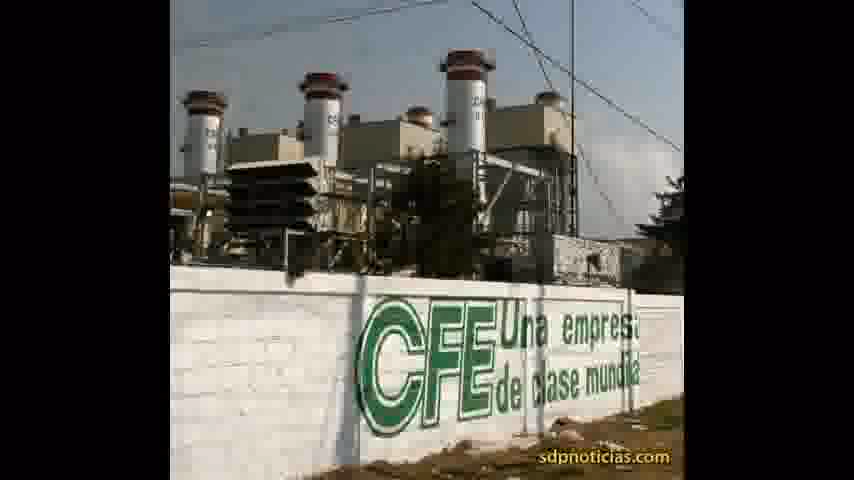 CFE Una empresa
de clase mundial
sdpnoticias.com